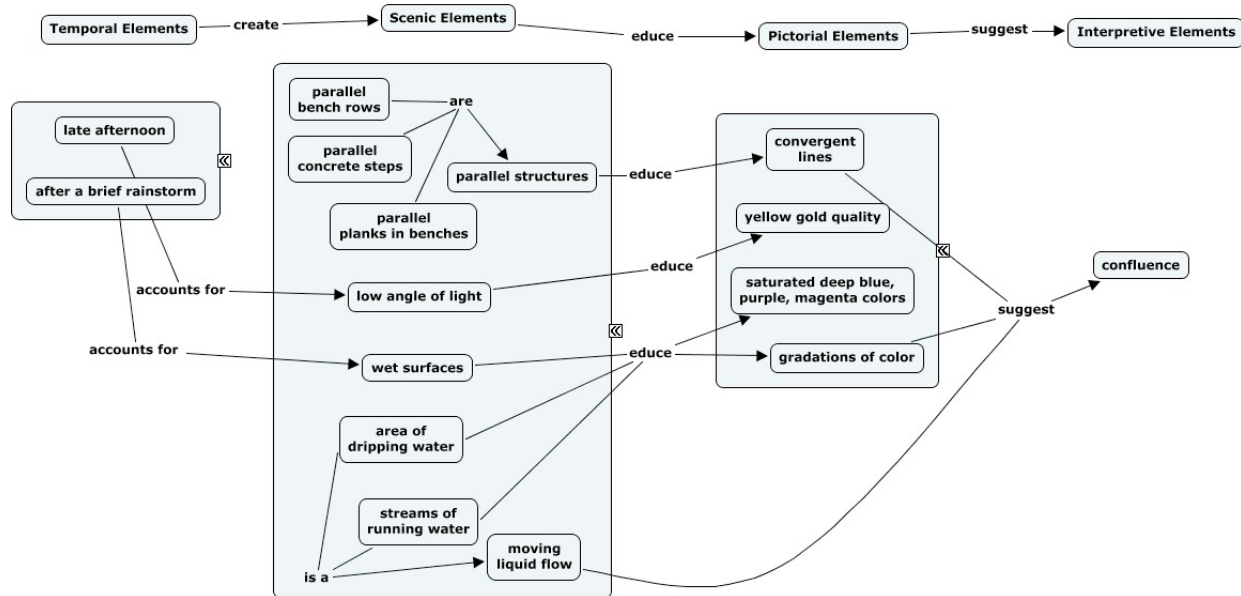 Temporal Elements
create
Scenic Elements
educe
Pictorial Elements
suggest
Interpretive Elements
late afternoon
after a brief rainstorm
accounts for
accounts for
parallel
bench rows
are
parallel
concrete steps
parallel structures
parallel
planks in benches
low angle of light
wet surfaces
area of
dripping water
streams of
running water
is a
moving
liquid flow
educe
educe
educe
convergent
lines
yellow gold quality
saturated deep blue,
purple, magenta colors
gradations of color
suggest
confluence